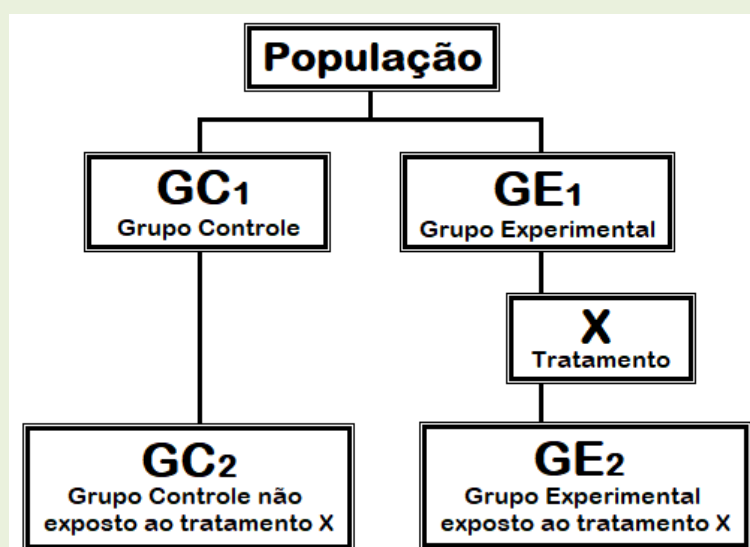 População
GC1
Grupo Controle
GE1
Grupo Experimental
X
Tratamento
GC2
Grupo Controle não
exposto ao tratamento X
GE2
Grupo Experimental
exposto ao tratamento X